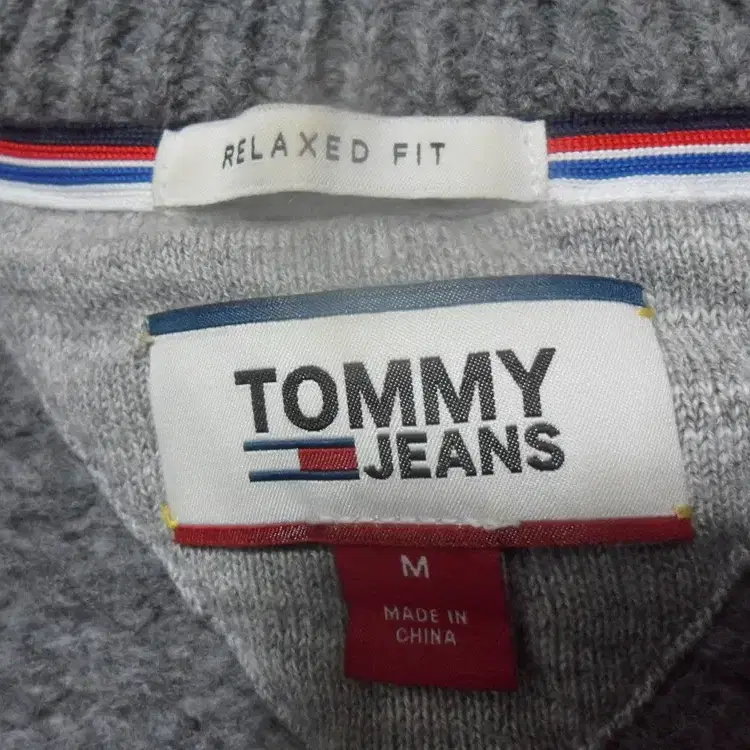 RELAXED FIT
TOMMY
JEANS
M
MADE IN
CHINA